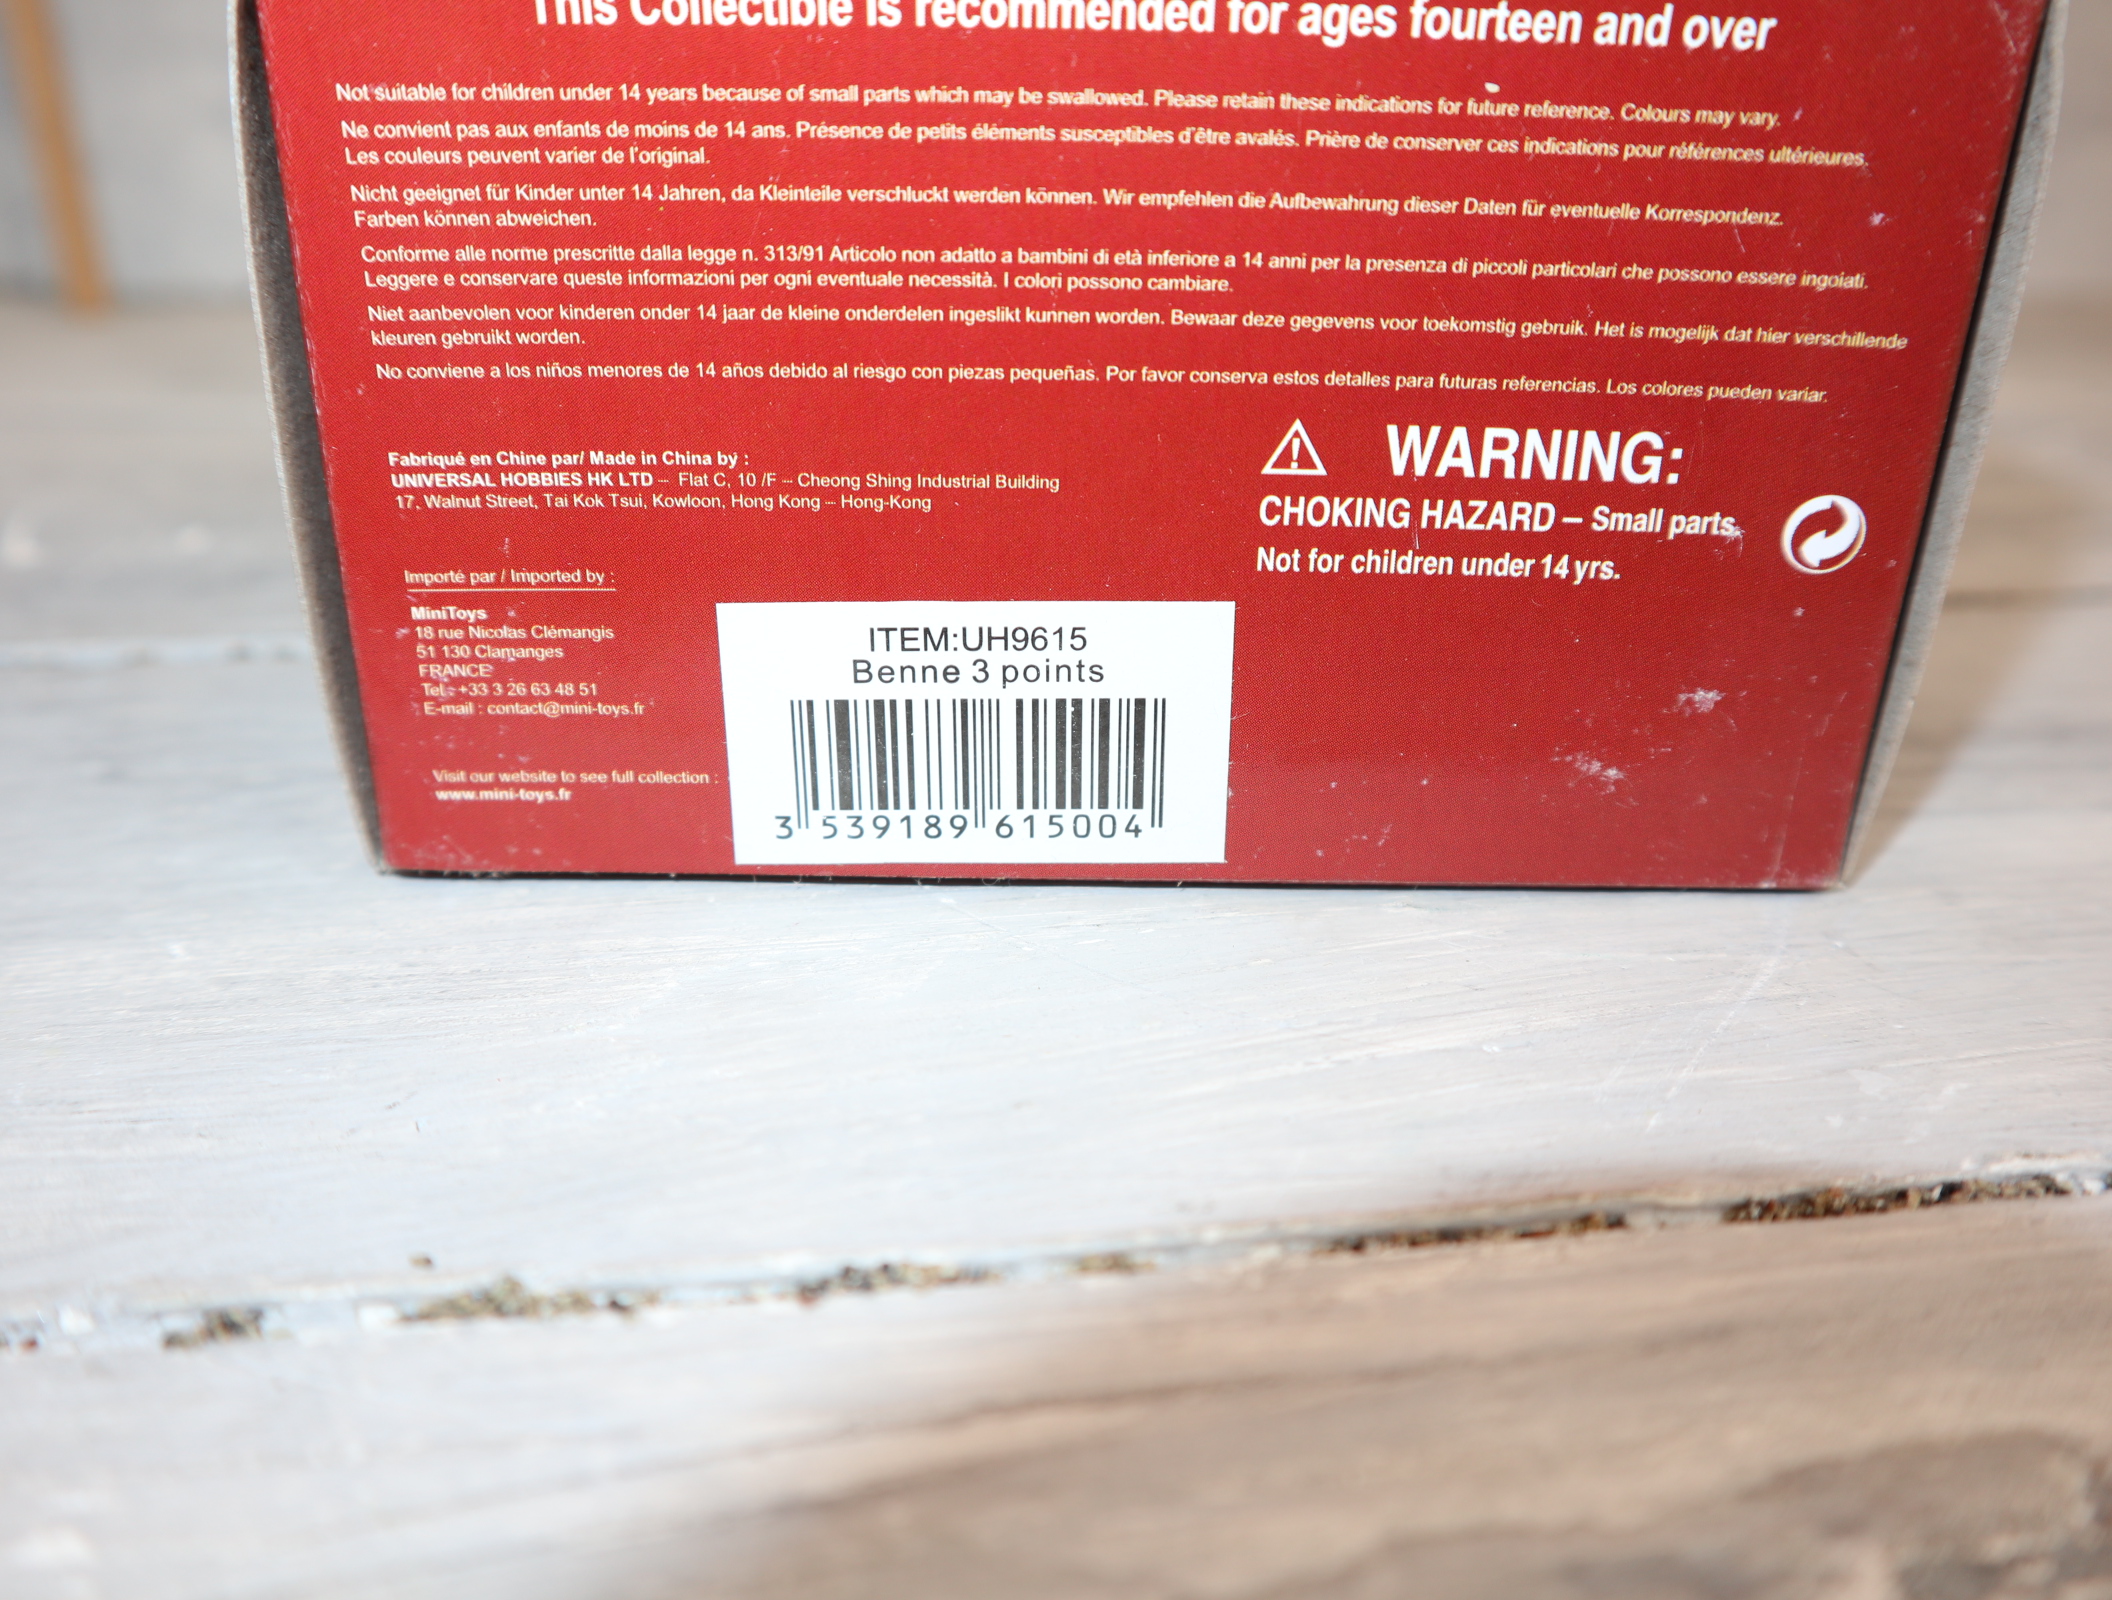 This Collectible is recommended for ages fourteen and over
Not suitable for children under 14 years because of small parts which may be swallowed. Please retain these indications for future reference. Colours may vary.
Ne convient pas aux enfants de moins de 14 ans. Présence de petits éléments susceptibles d'être avalés. Prière de conserver ces indications pour références ultérieures.
Les couleurs peuvent varier de l'original.
Nicht geeignet für Kinder unter 14 Jahren, da Kleinteile verschluckt werden können. Wir empfehlen die Aufbewahrung dieser Daten für eventuelle Korrespondenz.
Farben können abweichen.
Conforme alle norme prescritte dalla legge n. 313/91 Articolo non adatto a bambini di età inferiore a 14 anni per la presenza di piccoli particolari che possono essere ingoiati.
Leggere e conservare queste informazioni per ogni eventuale necessità. I colori possono cambiare.
Niet aanbevolen voor kinderen onder 14 jaar de kleine onderdelen ingeslikt kunnen worden. Bewaar deze gegevens voor toekomstig gebruik. Het is mogelijk dat hier verschillende
kleuren gebruikt worden.
No conviene a los niños menores de 14 años debido al riesgo con piezas pequeñas. Por favor conserva estos detalles para futuras referencias. Los colores pueden variar.
Fabriqué en Chine par/ Made in China by :
UNIVERSAL HOBBIES HK LTD – Flat C, 10 /F – Cheong Shing Industrial Building
17, Walnut Street, Tai Kok Tsui, Kowloon, Hong Kong – Hong-Kong
WARNING:
CHOKING HAZARD – Small parts.
Not for children under 14 yrs.
Importé par / Imported by :
MiniToys
18 rue Nicolas Clémangis
51 130 Clamanges
FRANCE
Tel : +33 3 26 63 48 51
E-mail : contact@mini-toys.fr
Visit our website to see full collection :
www.mini-toys.fr
ITEM:UH9615
Benne 3 points
3 539189 615004